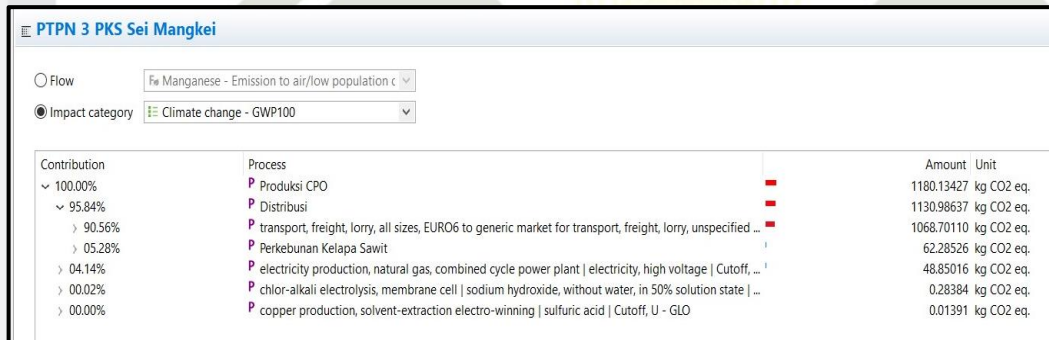 PTPN 3 PKS Sei Mangkei
Flow Fe Manganese - Emission to air/low population c
Impact category Climate change - GWP100
Contribution Process Amount Unit
100.00% P Produksi CPO 1180.13427 kg CO2 eq.
95.84% P Distribusi 1130.98637 kg CO2 eq.
90.56% P transport, freight, lorry, all sizes, EURO6 to generic market for transport, freight, lorry, unspecified ... 1068.70110 kg CO2 eq.
05.28% P Perkebunan Kelapa Sawit 62.28526 kg CO2 eq.
04.14% P electricity production, natural gas, combined cycle power plant | electricity, high voltage | Cutoff, ... 48.85016 kg CO2 eq.
00.02% P chlor-alkali electrolysis, membrane cell | sodium hydroxide, without water, in 50% solution state | ... 0.28384 kg CO2 eq.
00.00% P copper production, solvent-extraction electro-winning | sulfuric acid | Cutoff, U - GLO 0.01391 kg CO2 eq.